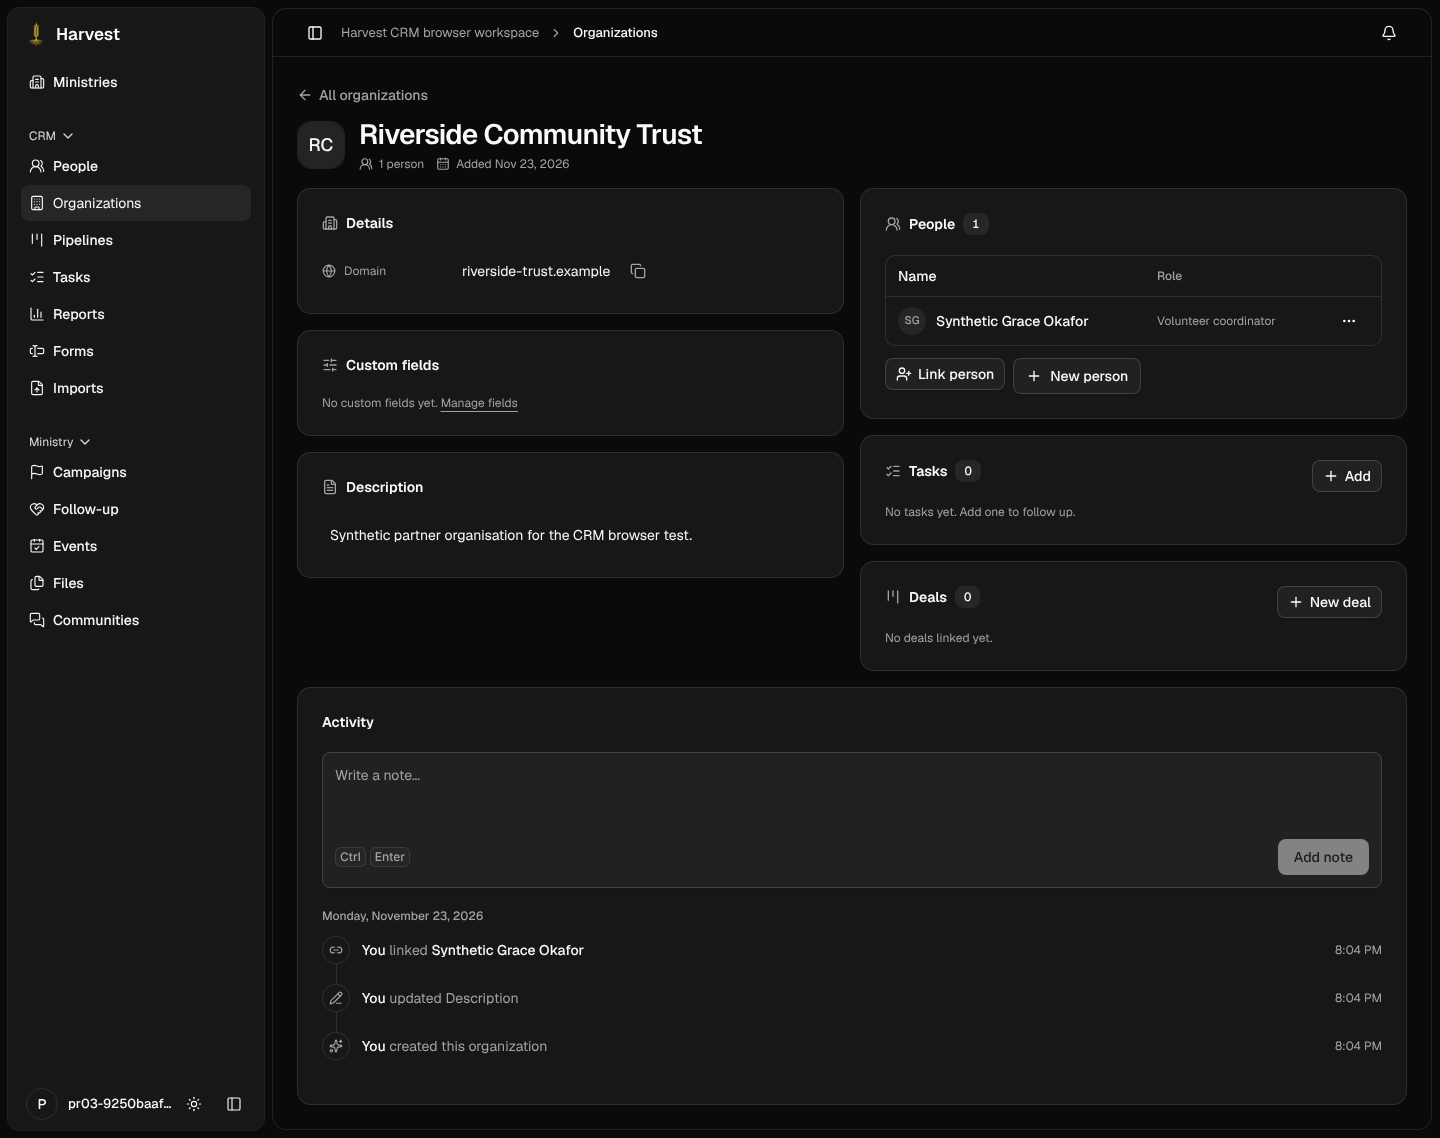 Harvest
Ministries
CRM
People
Organizations
Pipelines
Tasks
Reports
Forms
Imports
Ministry
Campaigns
Follow-up
Events
Files
Communities
P pr03-9250baaf...
Harvest CRM browser workspace > Organizations
All organizations
RC
Riverside Community Trust
1 person Added Nov 23, 2026
Details
Domain riverside-trust.example
Custom fields
No custom fields yet. Manage fields
Description
Synthetic partner organisation for the CRM browser test.
People 1
Name Role
SG Synthetic Grace Okafor Volunteer coordinator
Link person New person
Tasks 0 Add
No tasks yet. Add one to follow up.
Deals 0 New deal
No deals linked yet.
Activity
Write a note...
Ctrl Enter Add note
Monday, November 23, 2026
You linked Synthetic Grace Okafor 8:04 PM
You updated Description 8:04 PM
You created this organization 8:04 PM